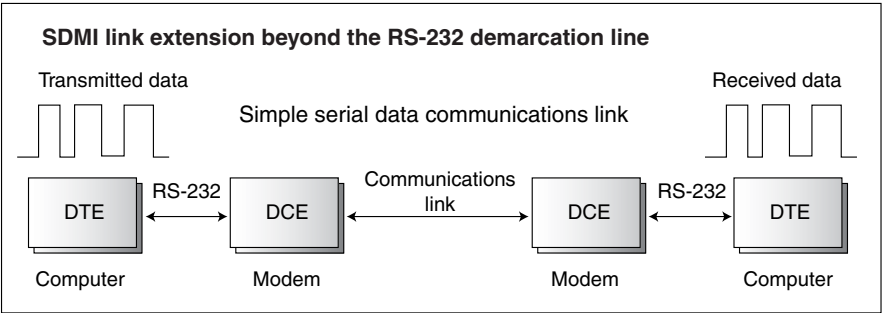 SDMI link extension beyond the RS-232 demarcation line
Transmitted data
Received data
Simple serial data communications link
DTE
RS-232
DCE
Communications
link
DCE
RS-232
DTE
Computer
Modem
Modem
Computer